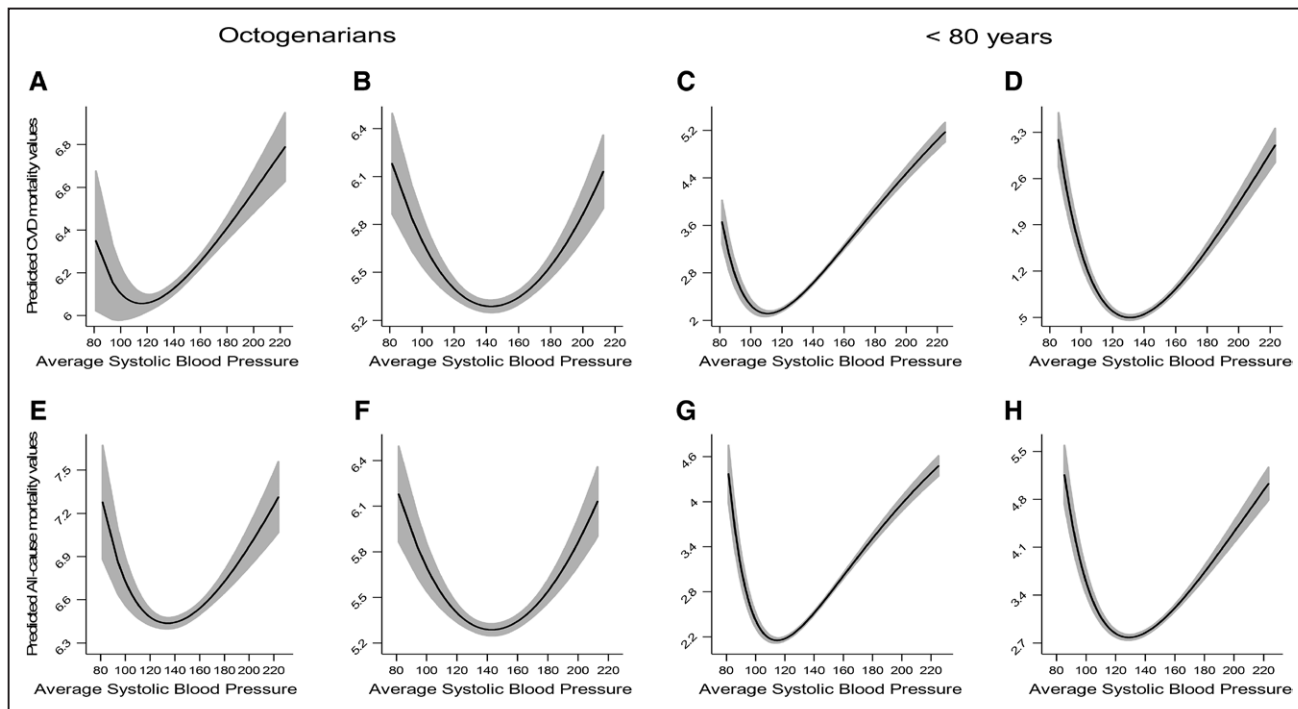 Octogenarians < 80 years
A B C D
Predicted CVD mortality values
6.8
6.6
6.4
6.2
6
80 100 120 140 160 180 200 220
Average Systolic Blood Pressure
6.4
6.1
5.8
5.5
5.2
80 100 120 140 160 180 200 220
Average Systolic Blood Pressure
5.2
4.4
3.6
2.8
2
80 100 120 140 160 180 200 220
Average Systolic Blood Pressure
3.3
2.6
1.9
1.2
.5
80 100 120 140 160 180 200 220
Average Systolic Blood Pressure
E F G H
Predicted All-cause mortality values
7.5
7.2
6.9
6.6
6.3
80 100 120 140 160 180 200 220
Average Systolic Blood Pressure
6.4
6.1
5.8
5.5
5.2
80 100 120 140 160 180 200 220
Average Systolic Blood Pressure
4.6
4
3.4
2.8
2.2
80 100 120 140 160 180 200 220
Average Systolic Blood Pressure
5.5
4.8
4.1
3.4
2.7
80 100 120 140 160 180 200 220
Average Systolic Blood Pressure